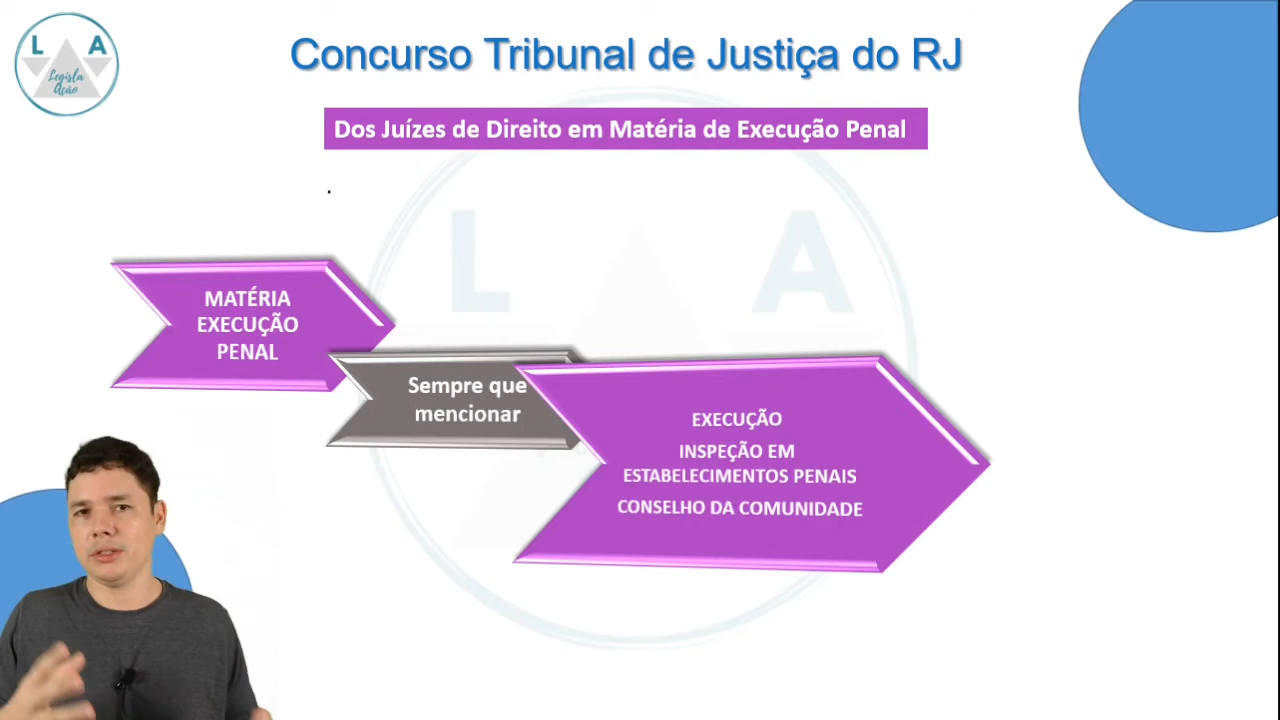 L A
Legisla
Ação
Concurso Tribunal de Justiça do RJ
Dos Juízes de Direito em Matéria de Execução Penal
.
L A
MATÉRIA
EXECUÇÃO
PENAL
Sempre que
mencionar
EXECUÇÃO
INSPEÇÃO EM
ESTABELECIMENTOS PENAIS
CONSELHO DA COMUNIDADE